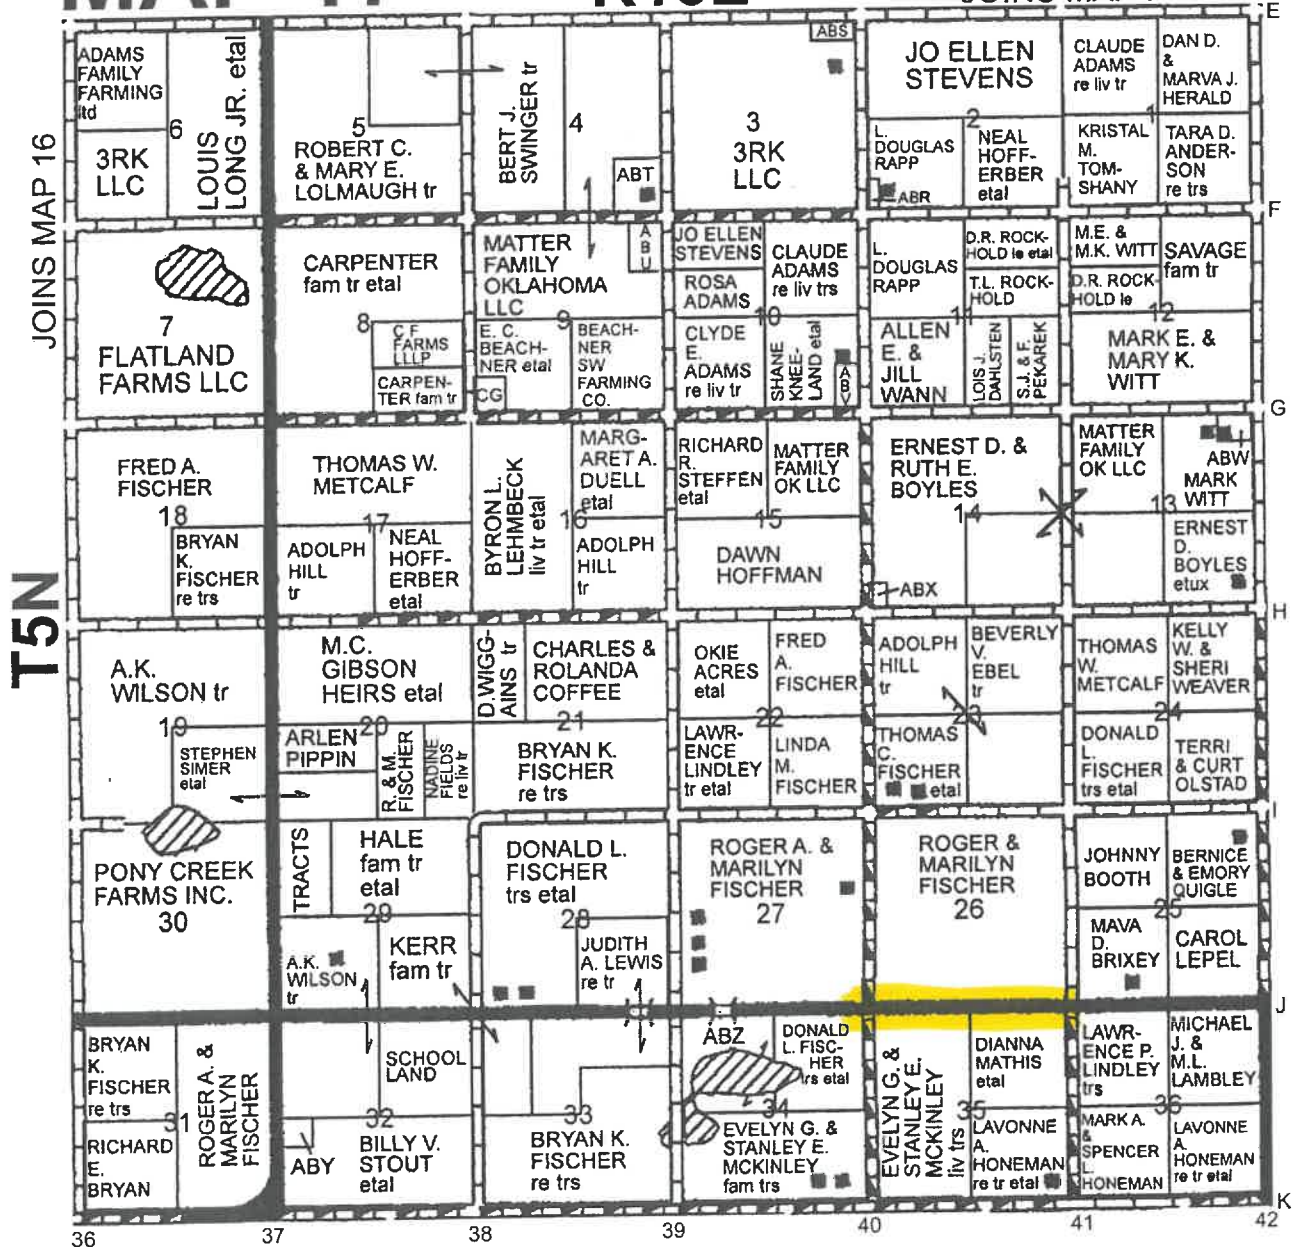 E
ADAMS
FAMILY
FARMING
ltd
6
3RK
LLC
LOUIS
LONG JR. etal
5
ROBERT C.
& MARY E.
LOLMAUGH tr
BERT J.
SWINGER tr
4
ABT
ABS
3
3RK
LLC
JO ELLEN
STEVENS
2
L.
DOUGLAS
RAPP
ABR
NEAL
HOFF-
ERBER
etal
CLAUDE
ADAMS
re liv tr
DAN D.
&
MARVA J.
HERALD
1
KRISTAL
M.
TOM-
SHANY
TARA D.
ANDER-
SON
re trs
JOINS MAP 16
F
7
FLATLAND
FARMS LLC
CARPENTER
fam tr etal
8
C F
FARMS
LLLP
CARPEN-
TER fam tr
MATTER
FAMILY
OKLAHOMA
LLC
A
B
U
9
E. C.
BEACH-
NER etal
CG
BEACH-
NER
SW
FARMING
CO.
JO ELLEN
STEVENS
ROSA
ADAMS
CLAUDE
ADAMS
re liv trs
10
CLYDE
E.
ADAMS
re liv tr
SHANE
KNEE-
LAND etal
A
B
V
L.
DOUGLAS
RAPP
D.R. ROCK-
HOLD le etal
T.L. ROCK-
HOLD
11
ALLEN
E. &
JILL
WANN
LOIS J.
DAHLSTEN
S.J. & F.
PEKAREK
M.E. &
M.K. WITT
D.R. ROCK-
HOLD le
SAVAGE
fam tr
12
MARK E. &
MARY K.
WITT
G
FRED A.
FISCHER
18
BRYAN
K.
FISCHER
re trs
THOMAS W.
METCALF
17
ADOLPH
HILL
tr
NEAL
HOFF-
ERBER
etal
BYRON L.
LEHMBECK
liv tr etal
MARG-
ARET A.
DUELL
etal
16
ADOLPH
HILL
tr
RICHARD
R.
STEFFEN
etal
MATTER
FAMILY
OK LLC
15
DAWN
HOFFMAN
ERNEST D. &
RUTH E.
BOYLES
14
ABX
MATTER
FAMILY
OK LLC
ABW
MARK
WITT
13
ERNEST
D.
BOYLES
etux
T5N
H
A.K.
WILSON tr
19
STEPHEN
SIMER
etal
M.C.
GIBSON
HEIRS etal
20
ARLEN
PIPPIN
R. & M.
FISCHER
NADINE
FIELDS
re liv tr
D.WIGG-
AINS tr
CHARLES &
ROLANDA
COFFEE
21
BRYAN K.
FISCHER
re trs
OKIE
ACRES
etal
FRED
A.
FISCHER
22
LAWR-
ENCE
LINDLEY
tr etal
LINDA
M.
FISCHER
ADOLPH
HILL
tr
BEVERLY
V.
EBEL
tr
23
THOMAS
C.
FISCHER
etal
THOMAS
W.
METCALF
KELLY
W. &
SHERI
WEAVER
24
DONALD
L.
FISCHER
trs etal
TERRI
& CURT
OLSTAD
I
PONY CREEK
FARMS INC.
30
TRACTS
HALE
fam tr
etal
29
A.K.
WILSON
tr
KERR
fam tr
DONALD L.
FISCHER
trs etal
28
JUDITH
A. LEWIS
re tr
ROGER A. &
MARILYN
FISCHER
27
ROGER &
MARILYN
FISCHER
26
JOHNNY
BOOTH
BERNICE
& EMORY
QUIGLE
25
MAVA
D.
BRIXEY
CAROL
LEPEL
J
BRYAN
K.
FISCHER
re trs
31
RICHARD
E.
BRYAN
ROGER A. &
MARILYN
FISCHER
SCHOOL
LAND
32
ABY
BILLY V.
STOUT
etal
33
BRYAN K.
FISCHER
re trs
ABZ
DONALD
L. FISC-
HER
trs etal
34
EVELYN G. &
STANLEY E.
MCKINLEY
fam trs
EVELYN G. &
STANLEY E.
MCKINLEY
liv trs
DIANNA
MATHIS
etal
35
LAVONNE
A.
HONEMAN
re tr etal
LAWR-
ENCE P.
LINDLEY
trs
MICHAEL
J. &
M.L.
LAMBLEY
36
MARK A.
&
SPENCER
L.
HONEMAN
LAVONNE
A.
HONEMAN
re tr etal
K
36
37
38
39
40
41
42